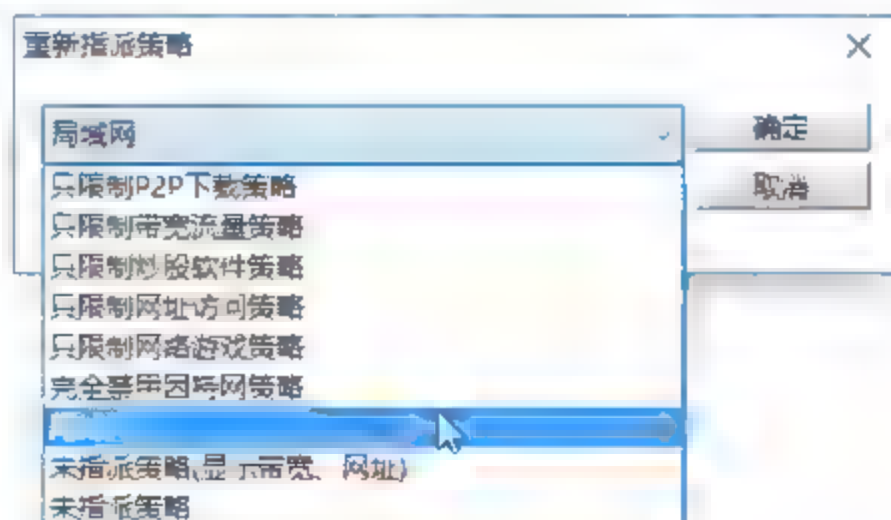 重新指派策略
局域网
确定
只限制P2P下载策略
取消
只限制带宽流量策略
只限制炒股软件策略
只限制网址访问策略
只限制网络游戏策略
完全禁用因特网策略
未指派策略(显示带宽、网址)
未指派策略